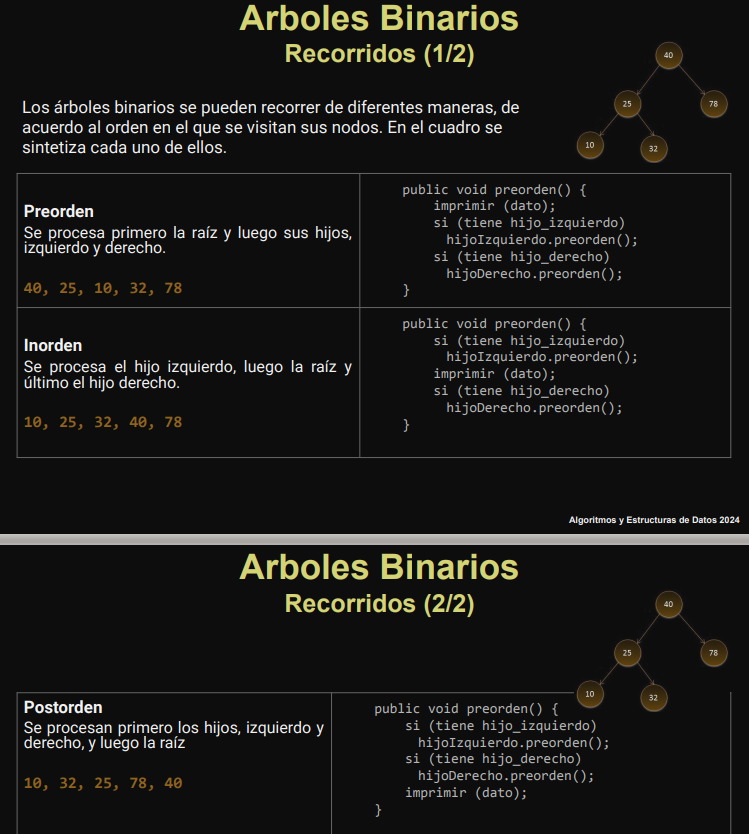 Arboles Binarios
Recorridos (1/2)
40
25
78
10
32
Los árboles binarios se pueden recorrer de diferentes maneras, de
acuerdo al orden en el que se visitan sus nodos. En el cuadro se
sintetiza cada uno de ellos.
Preorden
Se procesa primero la raíz y luego sus hijos,
izquierdo y derecho.
40, 25, 10, 32, 78
public void preorden() {
imprimir (dato);
si (tiene hijo_izquierdo)
hijoIzquierdo.preorden();
si (tiene hijo_derecho)
hijoDerecho.preorden();
}
Inorden
Se procesa el hijo izquierdo, luego la raíz y
último el hijo derecho.
10, 25, 32, 40, 78
public void preorden() {
si (tiene hijo_izquierdo)
hijoIzquierdo.preorden();
imprimir (dato);
si (tiene hijo_derecho)
hijoDerecho.preorden();
}
Algoritmos y Estructuras de Datos 2024
Arboles Binarios
Recorridos (2/2)
40
25
78
10
32
Postorden
Se procesan primero los hijos, izquierdo y
derecho, y luego la raíz
10, 32, 25, 78, 40
public void preorden() {
si (tiene hijo_izquierdo)
hijoIzquierdo.preorden();
si (tiene hijo_derecho)
hijoDerecho.preorden();
imprimir (dato);
}